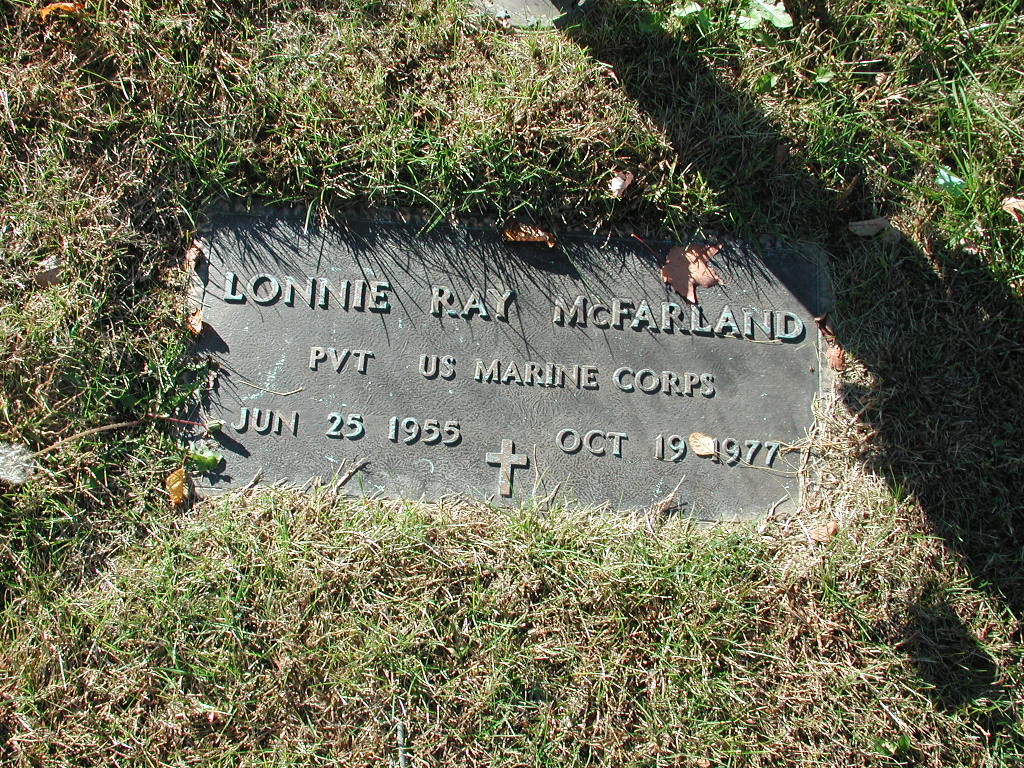 LONNIE RAY McFARLAND
PVT US MARINE CORPS
JUN 25 1955 OCT 19 1977